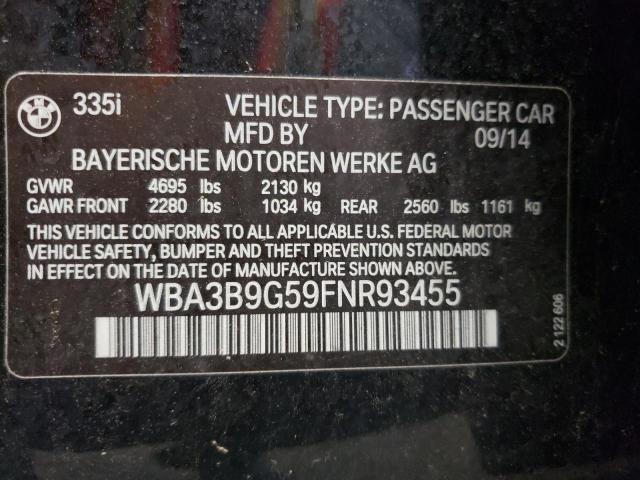 BMW
335i VEHICLE TYPE: PASSENGER CAR
MFD BY 09/14
BAYERISCHE MOTOREN WERKE AG
GVWR 4695 lbs 2130 kg
GAWR FRONT 2280 lbs 1034 kg REAR 2560 lbs 1161 kg
THIS VEHICLE CONFORMS TO ALL APPLICABLE U.S. FEDERAL MOTOR
VEHICLE SAFETY, BUMPER AND THEFT PREVENTION STANDARDS
IN EFFECT ON THE DATE OF MANUFACTURE SHOWN ABOVE.
WBA3B9G59FNR93455
2 122 606